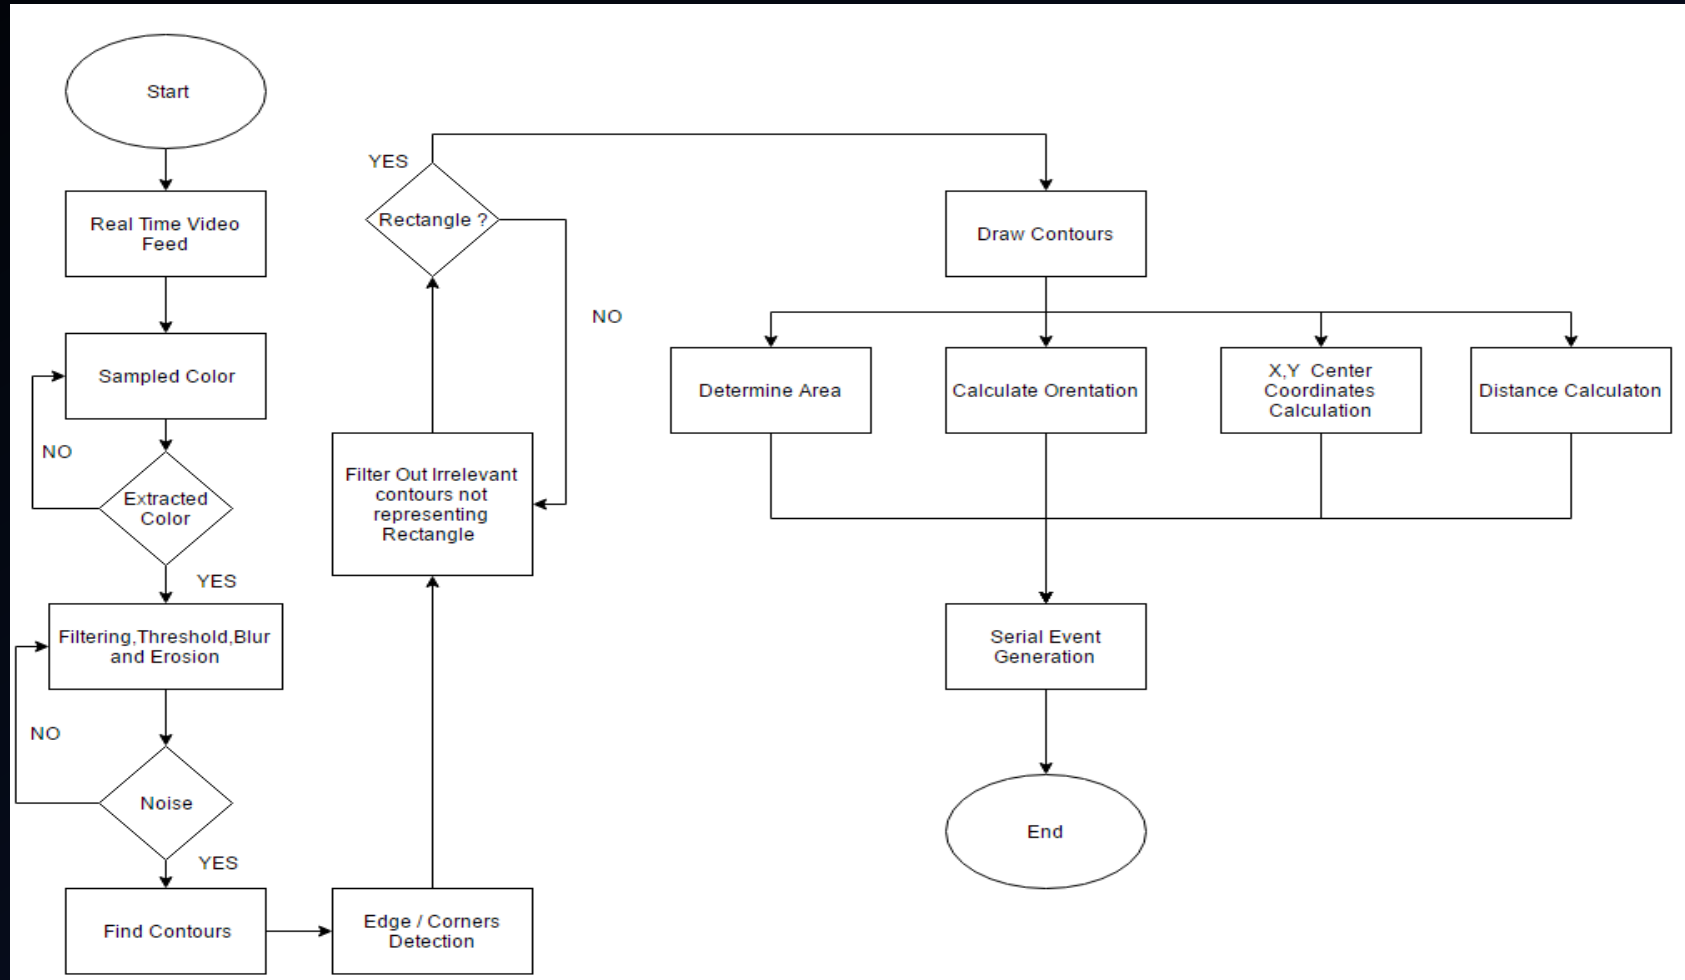 Start
Real Time Video
Feed
Sampled Color
NO
Extracted
Color
YES
Filtering,Threshold,Blur
and Erosion
NO
Noise
YES
Find Contours
Edge / Corners
Detection
Filter Out Irrelevant
contours not
representing
Rectangle
Rectangle ?
YES
NO
Draw Contours
Determine Area
Calculate Orentation
X,Y Center
Coordinates
Calculation
Distance Calculaton
Serial Event
Generation
End